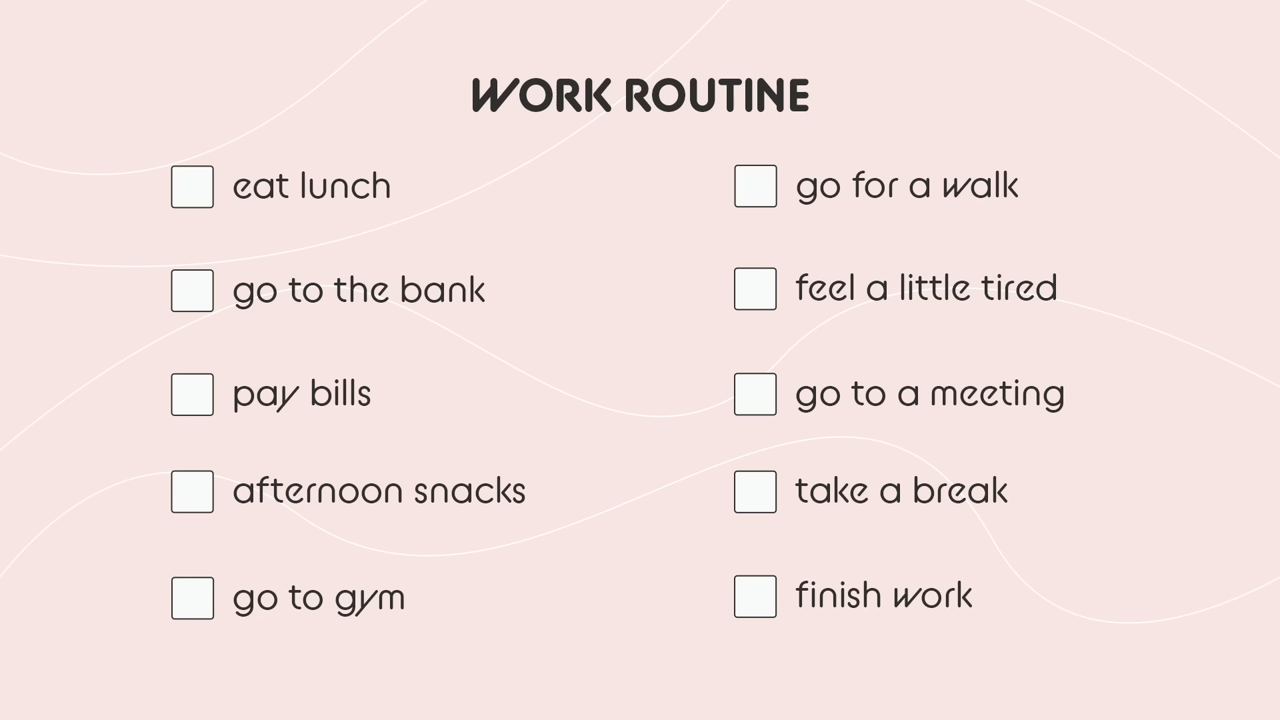 WORK ROUTINE
eat lunch
go to the bank
pay bills
afternoon snacks
go to gym
go for a walk
feel a little tired
go to a meeting
take a break
finish work